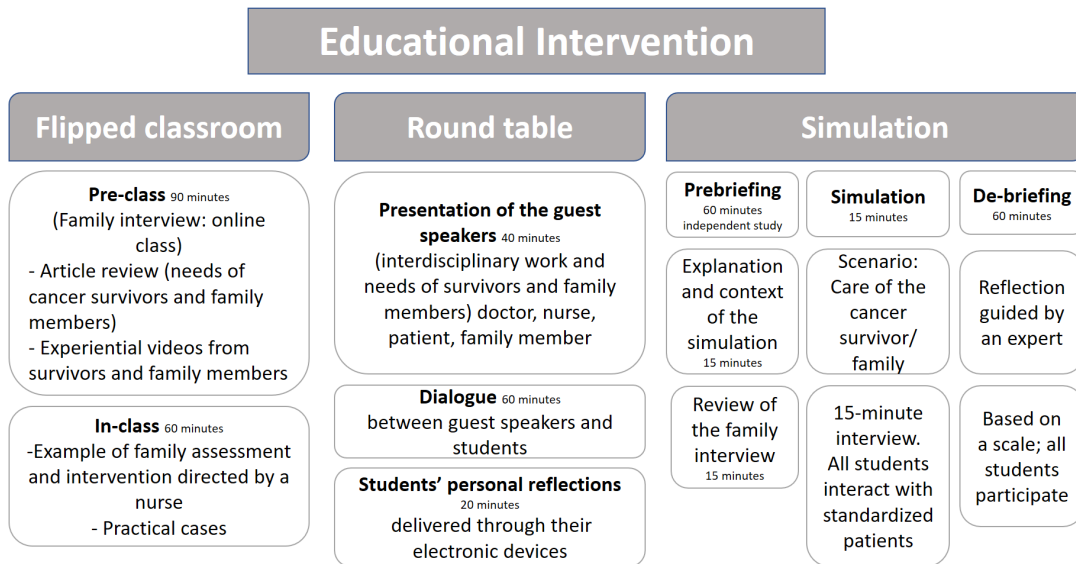 Educational Intervention
Flipped classroom
Pre-class 90 minutes
(Family interview: online
class)
- Article review (needs of
cancer survivors and family
members)
- Experiential videos from
survivors and family members
In-class 60 minutes
-Example of family assessment
and intervention directed by a
nurse
- Practical cases
Round table
Presentation of the guest
speakers 40 minutes
(interdisciplinary work and
needs of survivors and family
members) doctor, nurse,
patient, family member
Dialogue 60 minutes
between guest speakers and
students
Students’ personal reflections
20 minutes
delivered through their
electronic devices
Simulation
Prebriefing
60 minutes
independent study
Explanation
and context
of the
simulation
15 minutes
Review of
the family
interview
15 minutes
Simulation
15 minutes
Scenario:
Care of the
cancer
survivor/
family
15-minute
interview.
All students
interact with
standardized
patients
De-briefing
60 minutes
Reflection
guided by
an expert
Based on
a scale; all
students
participate